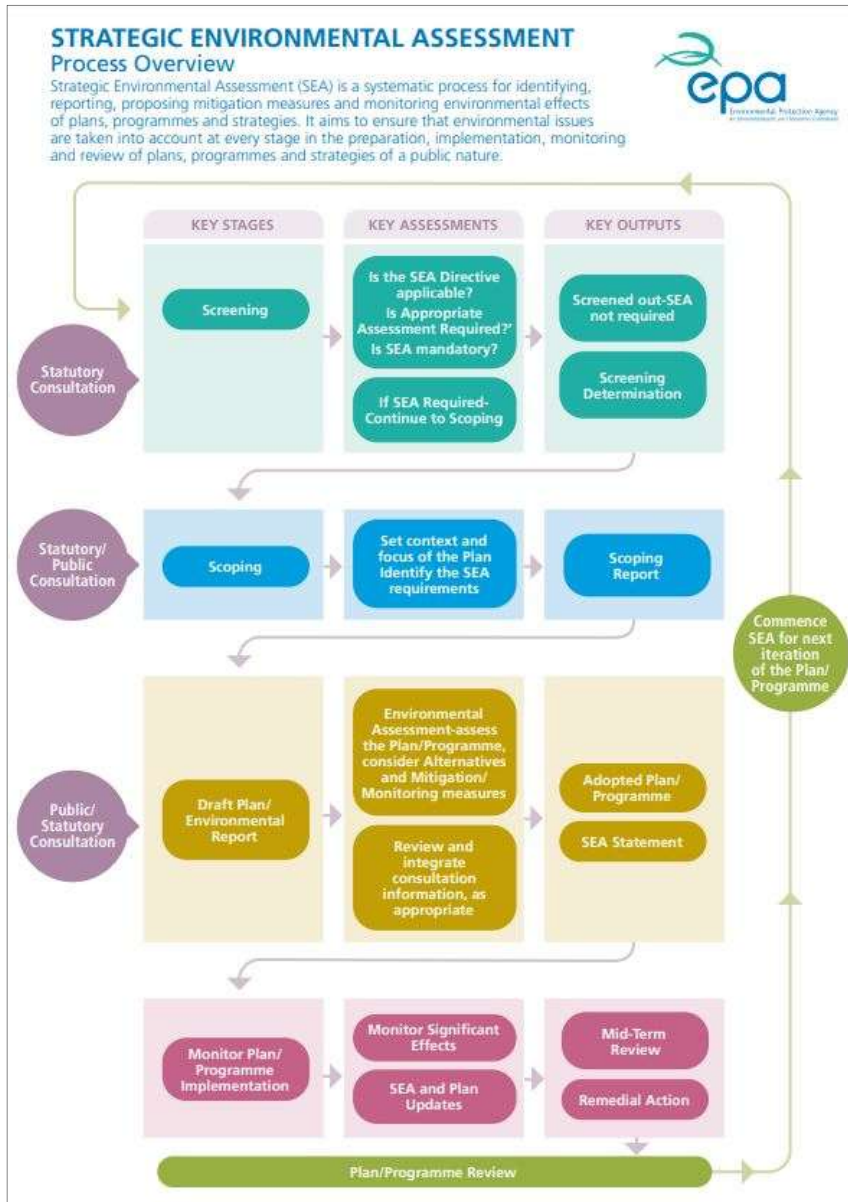 STRATEGIC ENVIRONMENTAL ASSESSMENT
Process Overview
Strategic Environmental Assessment (SEA) is a systematic process for identifying,
reporting, proposing mitigation measures and monitoring environmental effects
of plans, programmes and strategies. It aims to ensure that environmental issues
are taken into account at every stage in the preparation, implementation, monitoring
and review of plans, programmes and strategies of a public nature.
epa
Environmental Protection Agency
KEY STAGES
KEY ASSESSMENTS
KEY OUTPUTS
Statutory
Consultation
Screening
Is the SEA Directive
applicable?
Is Appropriate
Assessment Required?'
Is SEA mandatory?
If SEA Required-
Continue to Scoping
Screened out-SEA
not required
Screening
Determination
Statutory/
Public
Consultation
Scoping
Set context and
focus of the Plan
Identify the SEA
requirements
Scoping
Report
Commence
SEA for next
iteration
of the Plan/
Programme
Public/
Statutory
Consultation
Draft Plan/
Environmental
Report
Environmental
Assessment-assess
the Plan/Programme,
consider Alternatives
and Mitigation/
Monitoring measures
Review and
integrate
consultation
information, as
appropriate
Adopted Plan/
Programme
SEA Statement
Monitor Plan/
Programme
Implementation
Monitor Significant
Effects
SEA and Plan
Updates
Mid-Term
Review
Remedial Action
Plan/Programme Review